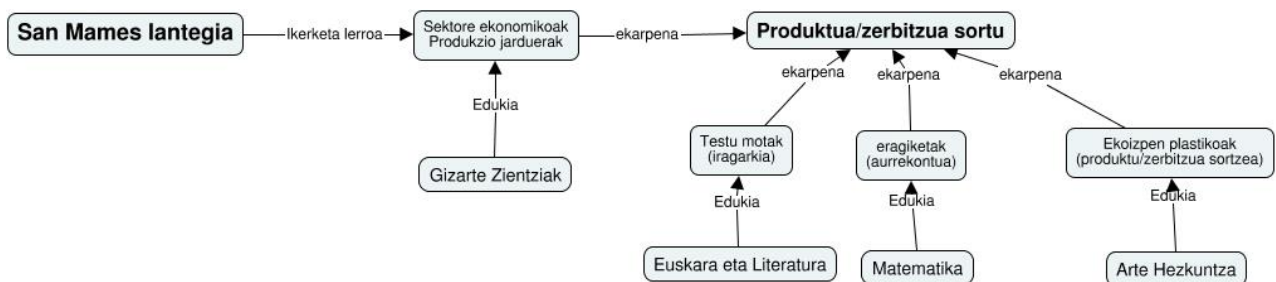 San Mames lantegia
Ikerketa lerroa
Sektore ekonomikoak
Produkzio jarduerak
ekarpena
Produktua/zerbitzua sortu
ekarpena
ekarpena
ekarpena
Edukia
Testu motak
(iragarkia)
eragiketak
(aurrekontua)
Ekoizpen plastikoak
(produktu/zerbitzua sortzea)
Gizarte Zientziak
Edukia
Edukia
Edukia
Euskara eta Literatura
Matematika
Arte Hezkuntza